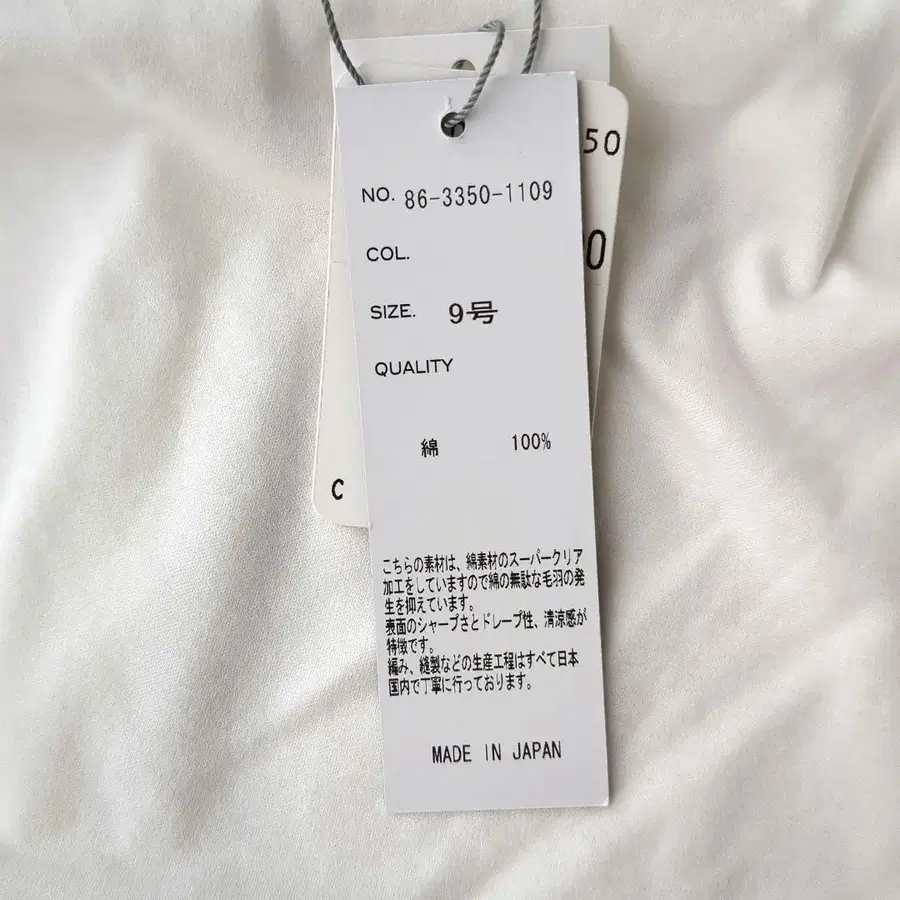 50
NO. 86-3350-1109
0
COL.
SIZE. 9号
QUALITY
綿 100%
C
こちらの素材は、綿素材のスーパークリア
加工をしていますので綿の無駄な毛羽の発
生を抑えています。
表面のシャープさとドレープ性、清涼感が
特徴です。
編み、縫製などの生産工程はすべて日本
国内で丁寧に行っております。
MADE IN JAPAN